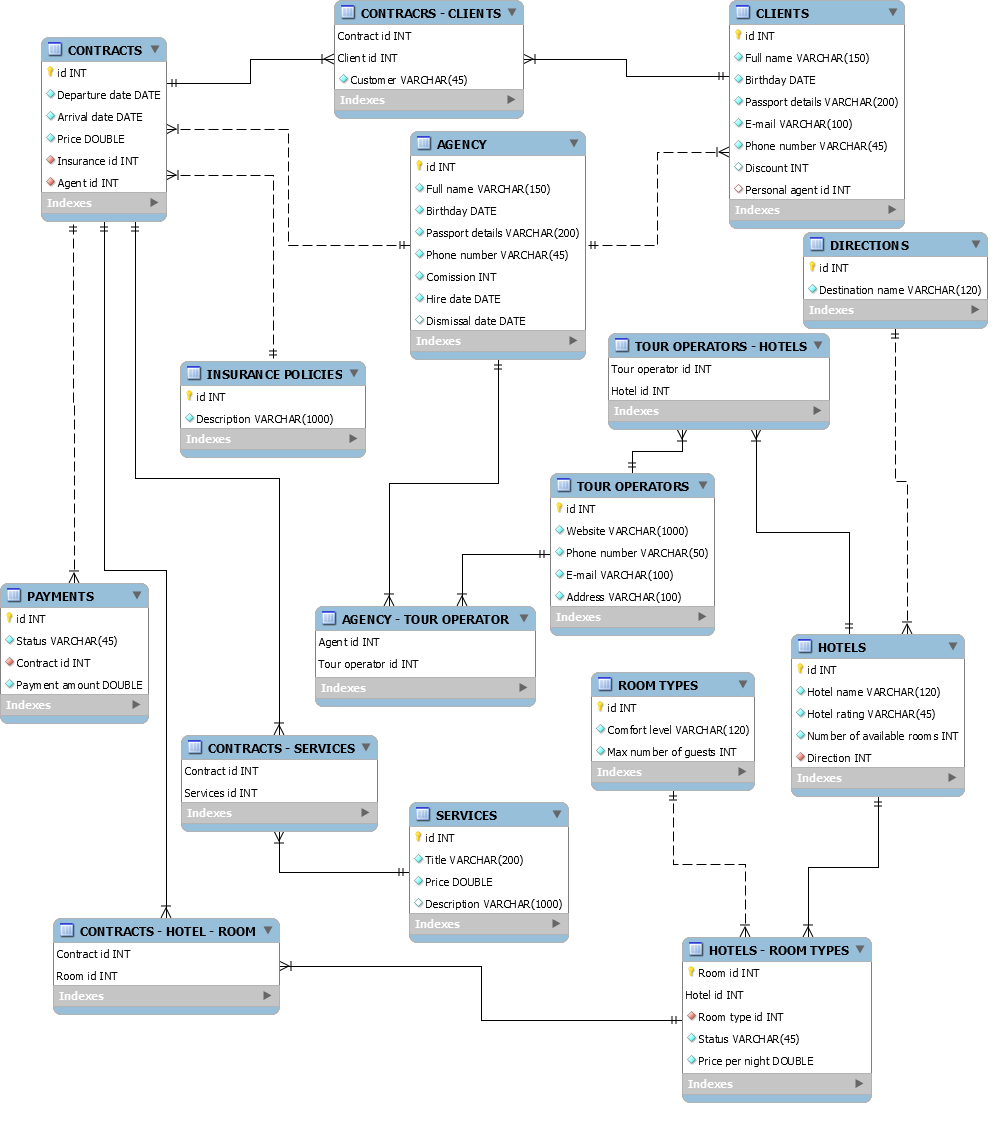 CONTRACTS
id INT
Departure date DATE
Arrival date DATE
Price DOUBLE
Insurance id INT
Agent id INT
Indexes
CONTRACRS - CLIENTS
Contract id INT
Client id INT
Customer VARCHAR(45)
Indexes
CLIENTS
id INT
Full name VARCHAR(150)
Birthday DATE
Passport details VARCHAR(200)
E-mail VARCHAR(100)
Phone number VARCHAR(45)
Discount INT
Personal agent id INT
Indexes
AGENCY
id INT
Full name VARCHAR(150)
Birthday DATE
Passport details VARCHAR(200)
Phone number VARCHAR(45)
Comission INT
Hire date DATE
Dismissal date DATE
Indexes
DIRECTIONS
id INT
Destination name VARCHAR(120)
Indexes
INSURANCE POLICIES
id INT
Description VARCHAR(1000)
Indexes
TOUR OPERATORS - HOTELS
Tour operator id INT
Hotel id INT
Indexes
TOUR OPERATORS
id INT
Website VARCHAR(1000)
Phone number VARCHAR(50)
E-mail VARCHAR(100)
Address VARCHAR(100)
Indexes
PAYMENTS
id INT
Status VARCHAR(45)
Contract id INT
Payment amount DOUBLE
Indexes
AGENCY - TOUR OPERATOR
Agent id INT
Tour operator id INT
Indexes
HOTELS
id INT
Hotel name VARCHAR(120)
Hotel rating VARCHAR(45)
Number of available rooms INT
Direction INT
Indexes
ROOM TYPES
id INT
Comfort level VARCHAR(120)
Max number of guests INT
Indexes
CONTRACTS - SERVICES
Contract id INT
Services id INT
Indexes
SERVICES
id INT
Title VARCHAR(200)
Price DOUBLE
Description VARCHAR(1000)
Indexes
CONTRACTS - HOTEL - ROOM
Contract id INT
Room id INT
Indexes
HOTELS - ROOM TYPES
Room id INT
Hotel id INT
Room type id INT
Status VARCHAR(45)
Price per night DOUBLE
Indexes